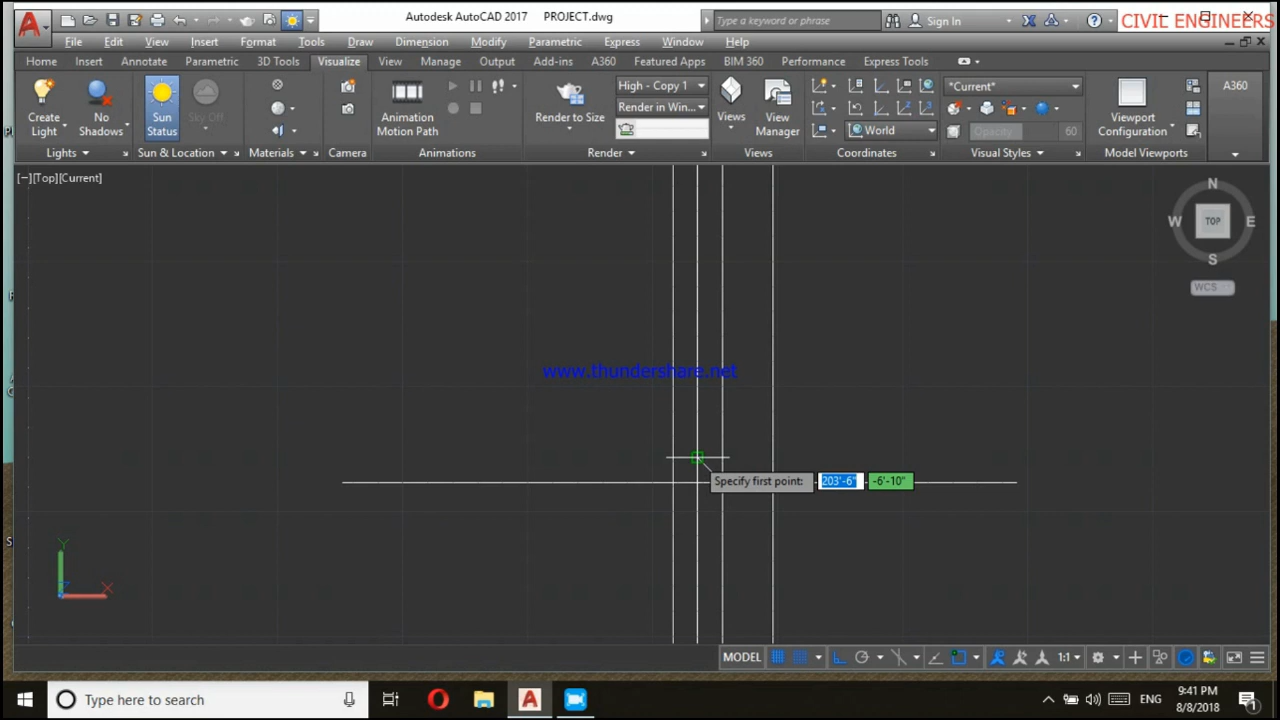 Autodesk AutoCAD 2017 PROJECT.dwg
Type a keyword or phrase
Sign In
CIVIL ENGINEERS
File Edit View Insert Format Tools Draw Dimension Modify Parametric Express Window Help
Home Insert Annotate Parametric 3D Tools Visualize View Manage Output Add-ins A360 Featured Apps BIM 360 Performance Express Tools
Create Light
No Shadows
Sun Status
Sky Off
Animation Motion Path
Render to Size
High - Copy 1
Render in Win...
Views
View Manager
World
*Current*
Opacity 60
Viewport Configuration
A360
Lights Sun & Location Materials Camera Animations Render Views Coordinates Visual Styles Model Viewports
[−][Top][Current]
N
W TOP E
S
WCS
www.thundershare.net
Specify first point: 203'-6" -6'-10"
Y
X
MODEL 1:1
Type here to search
ENG
9:41 PM
8/8/2018
1